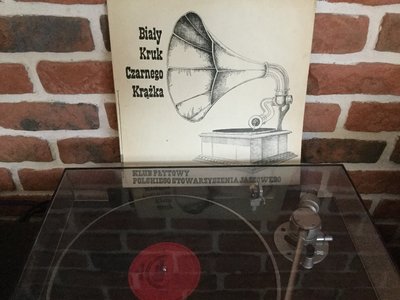 Biały
Kruk
Czarnego
Krążka
KLUB PŁYTOWY
POLSKIEGO STOWARZYSZENIA JAZZOWEGO